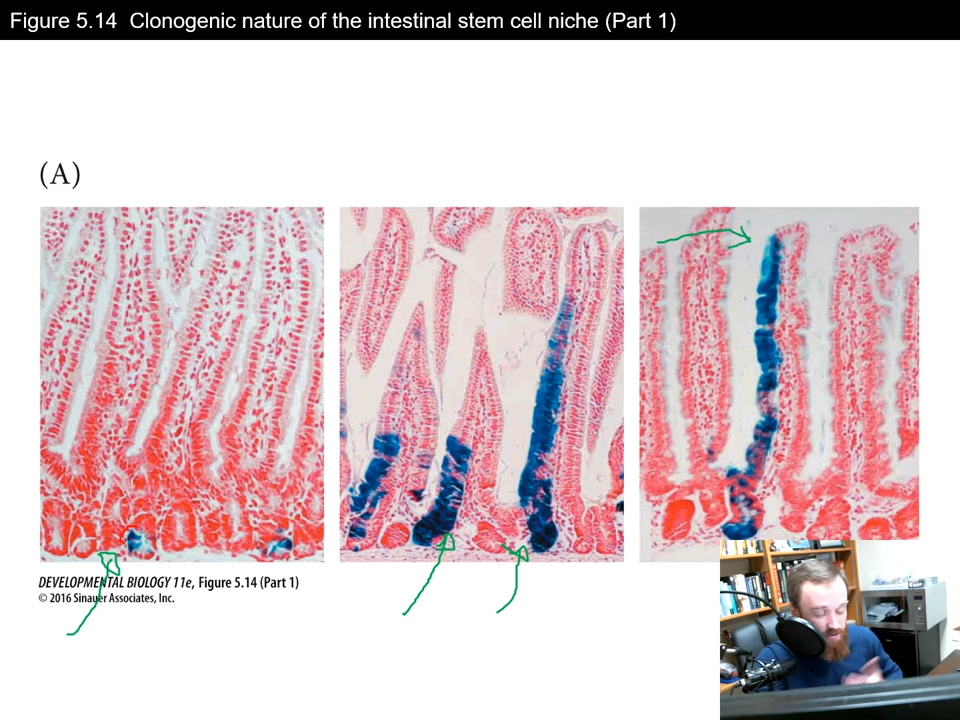 Figure 5.14 Clonogenic nature of the intestinal stem cell niche (Part 1)
(A)
DEVELOPMENTAL BIOLOGY 11e, Figure 5.14 (Part 1)
© 2016 Sinauer Associates, Inc.